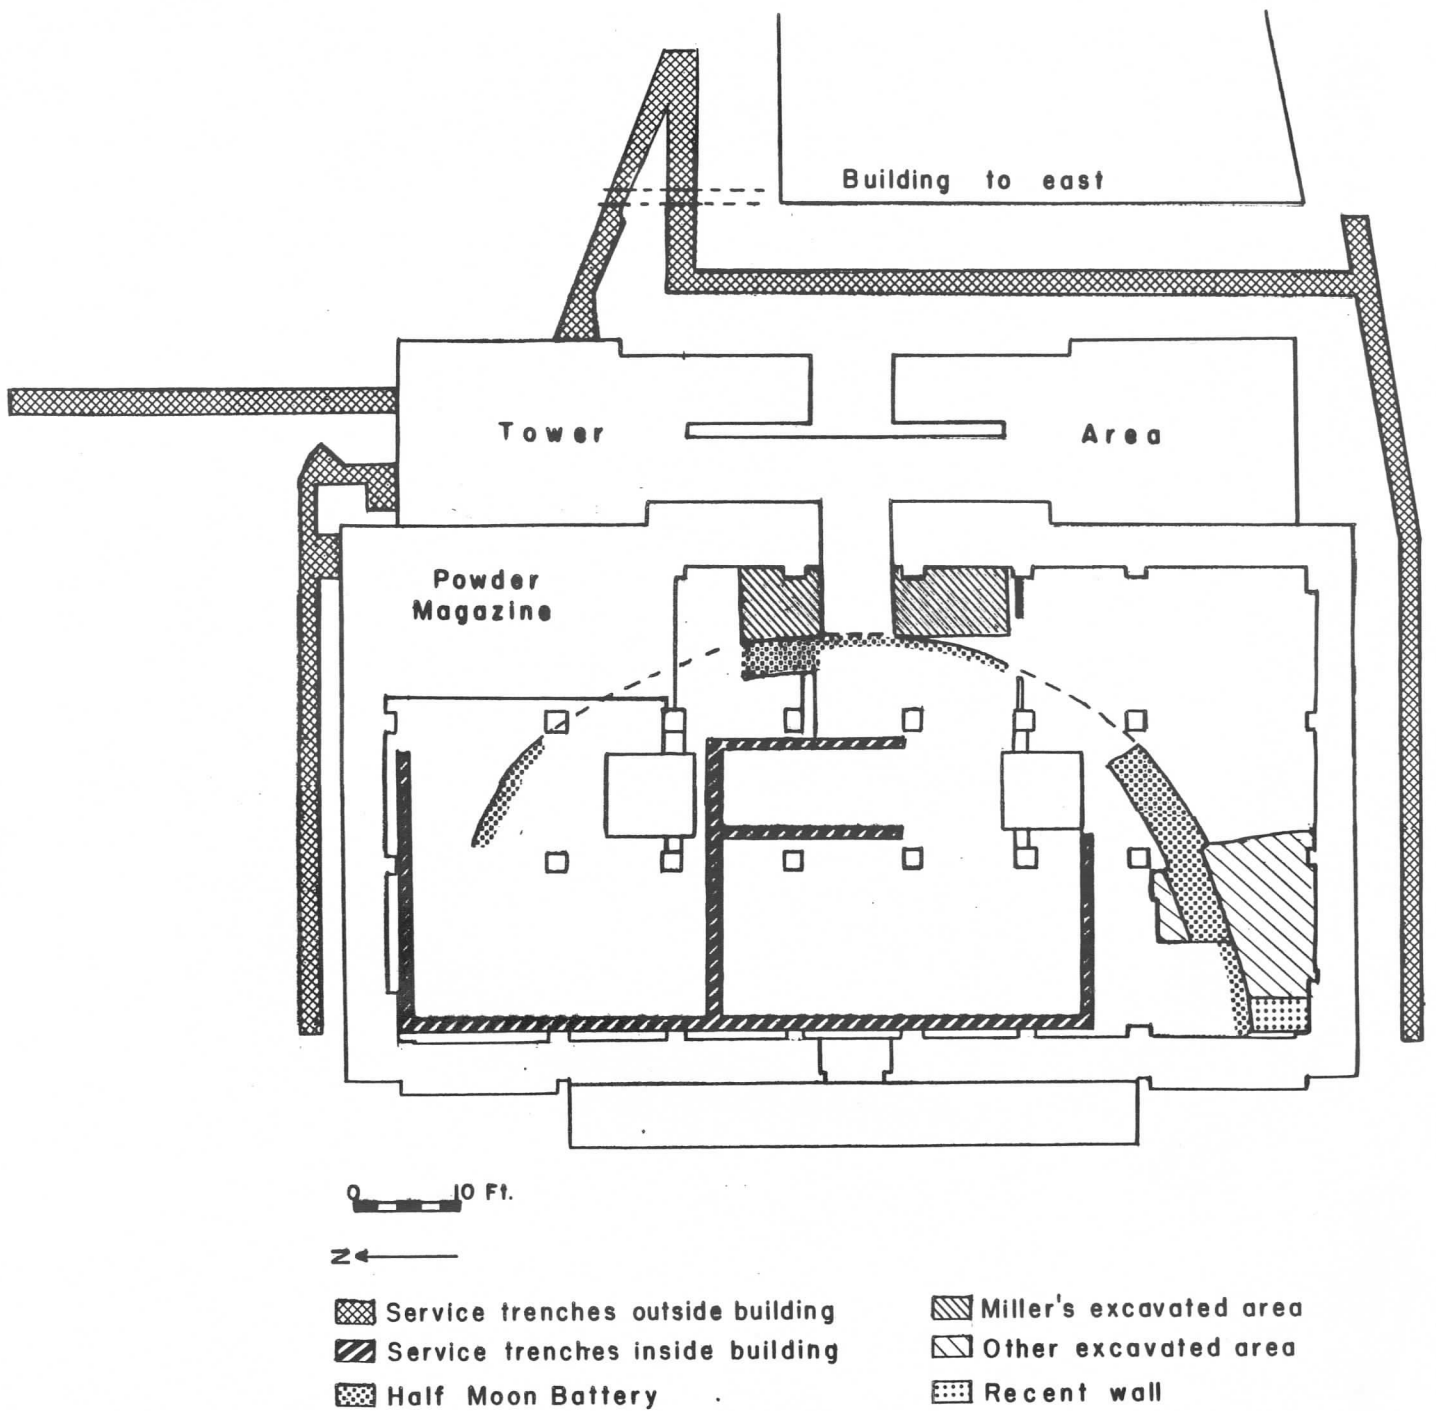 Building to east
Tower
Area
Powder
Magazine
0 10 Ft.
N
Service trenches outside building
Service trenches inside building
Half Moon Battery
Miller's excavated area
Other excavated area
Recent wall